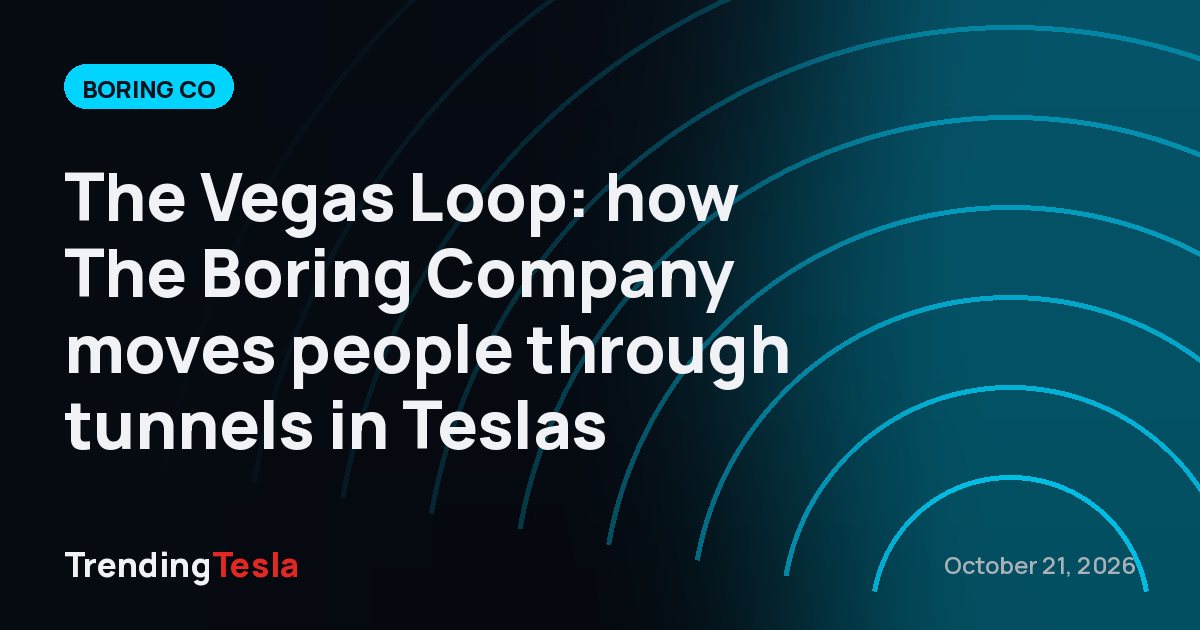 BORING CO
The Vegas Loop: how
The Boring Company
moves people through
tunnels in Teslas
TrendingTesla
October 21, 2026